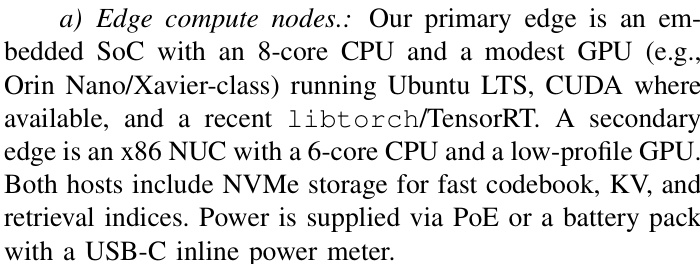 a) Edge compute nodes.: Our primary edge is an em-
bedded SoC with an 8-core CPU and a modest GPU (e.g.,
Orin Nano/Xavier-class) running Ubuntu LTS, CUDA where
available, and a recent libtorch/TensorRT. A secondary
edge is an x86 NUC with a 6-core CPU and a low-profile GPU.
Both hosts include NVMe storage for fast codebook, KV, and
retrieval indices. Power is supplied via PoE or a battery pack
with a USB-C inline power meter.